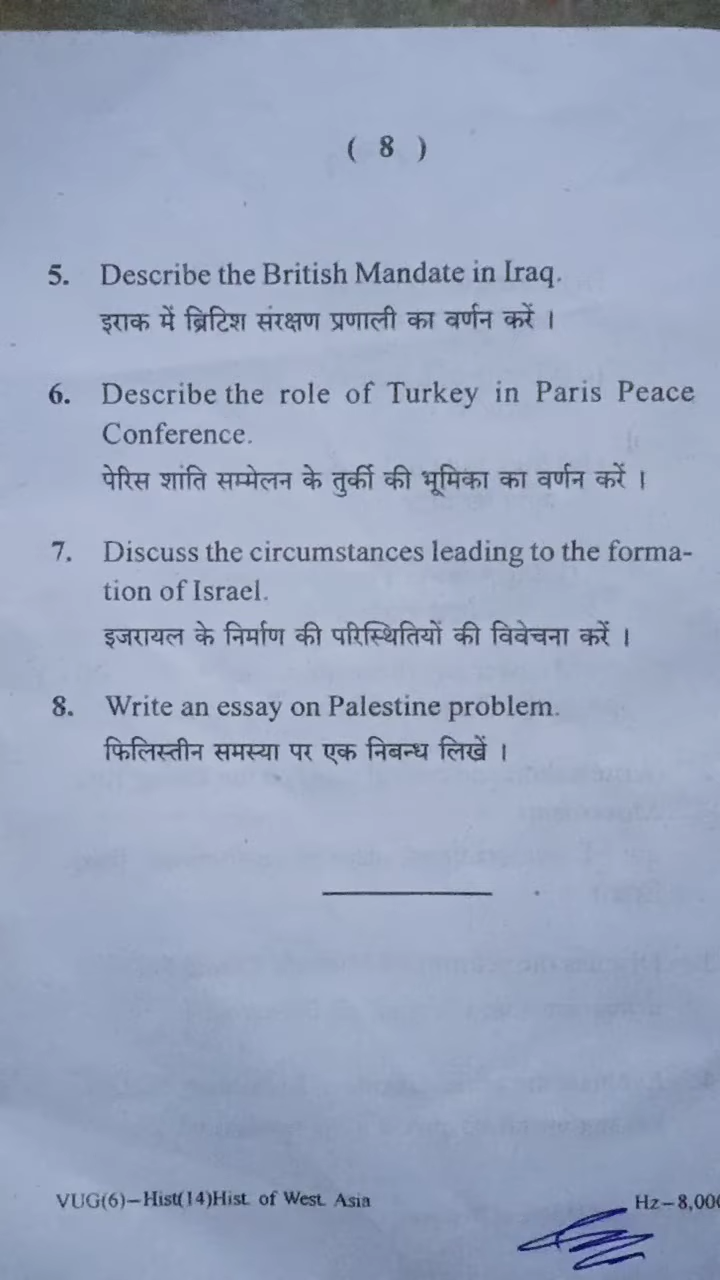 ( 8 )
5. Describe the British Mandate in Iraq.
इराक में ब्रिटिश संरक्षण प्रणाली का वर्णन करें ।
6. Describe the role of Turkey in Paris Peace
Conference.
पेरिस शांति सम्मेलन के तुर्की की भूमिका का वर्णन करें ।
7. Discuss the circumstances leading to the forma-
tion of Israel.
इजरायल के निर्माण की परिस्थितियों की विवेचना करें ।
8. Write an essay on Palestine problem.
फिलिस्तीन समस्या पर एक निबन्ध लिखें ।
VUG(6)–Hist(14)Hist. of West. Asia Hz–8,000